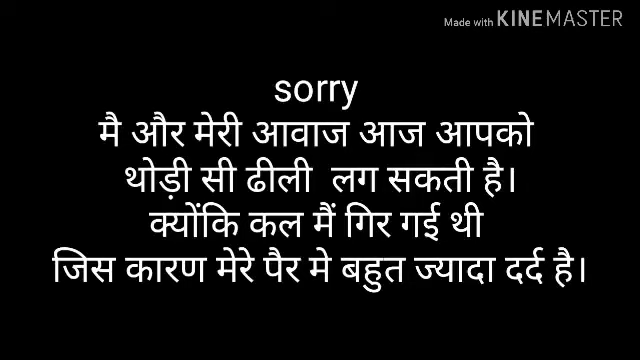 Made with KINEMASTER
sorry
मै और मेरी आवाज आज आपको
थोड़ी सी ढीली लग सकती है।
क्योंकि कल मैं गिर गई थी
जिस कारण मेरे पैर मे बहुत ज्यादा दर्द है।